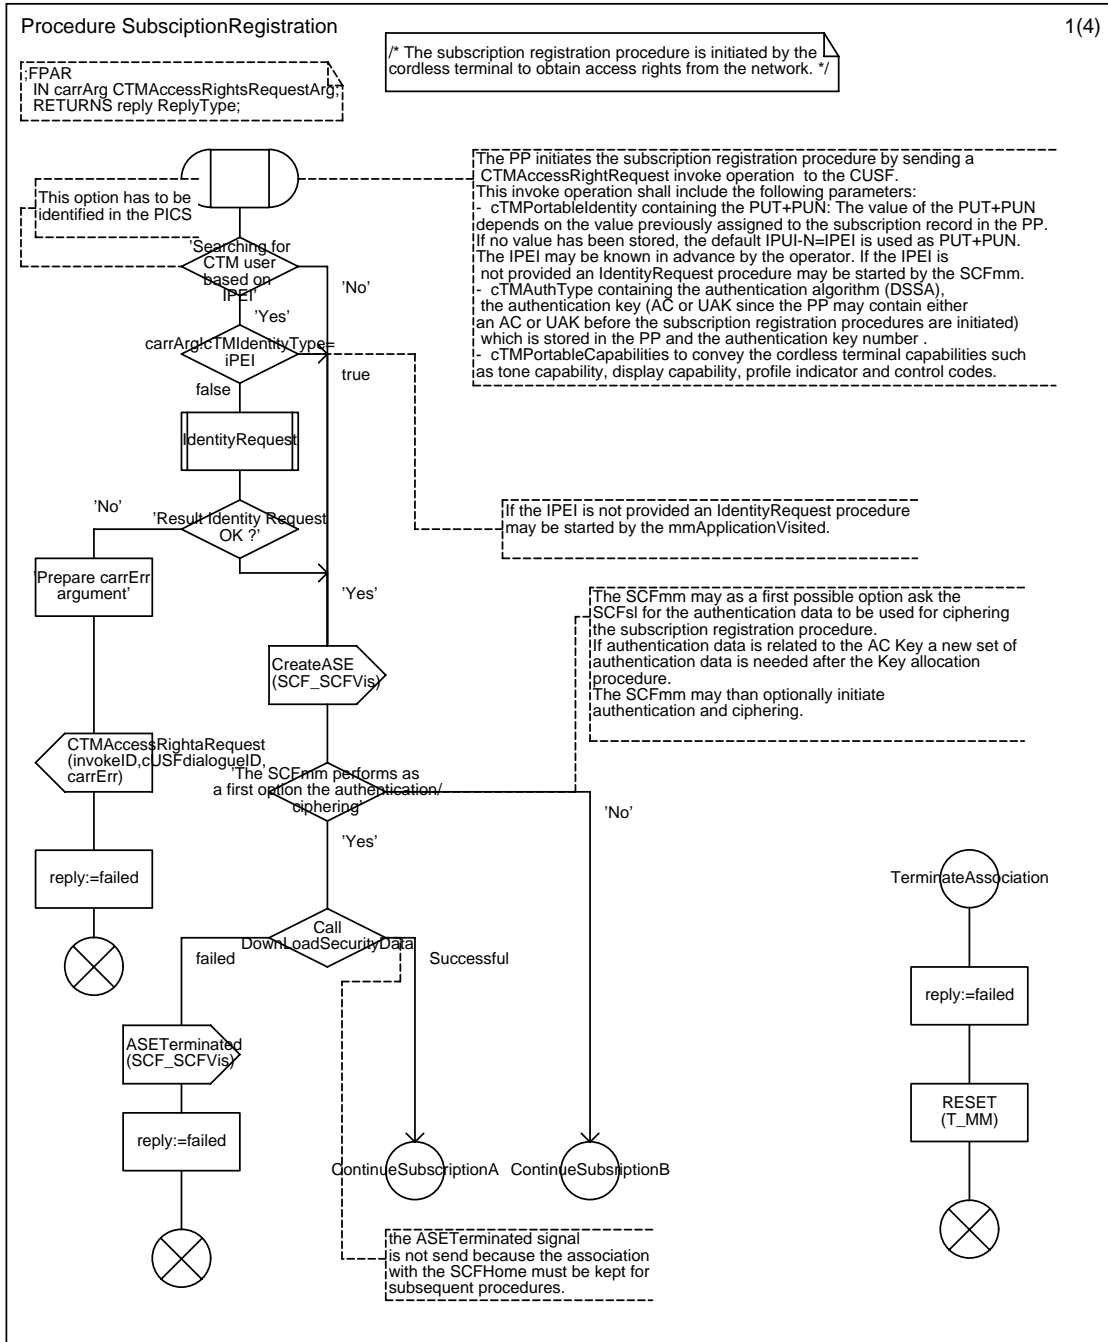 Procedure SubsciptionRegistration
1(4)
/* The subscription registration procedure is initiated by the
cordless terminal to obtain access rights from the network. */
;FPAR
IN carrArg CTMAccessRightsRequestArg;
RETURNS reply ReplyType;
This option has to be
identified in the PICS
The PP initiates the subscription registration procedure by sending a
CTMAccessRightRequest invoke operation to the CUSF.
This invoke operation shall include the following parameters:
- cTMPortableIdentity containing the PUT+PUN: The value of the PUT+PUN
depends on the value previously assigned to the subscription record in the PP.
If no value has been stored, the default IPUI-N=IPEI is used as PUT+PUN.
The IPEI may be known in advance by the operator. If the IPEI is
not provided an IdentityRequest procedure may be started by the SCFmm.
- cTMAuthType containing the authentication algorithm (DSSA),
the authentication key (AC or UAK since the PP may contain either
an AC or UAK before the subscription registration procedures are initiated)
which is stored in the PP and the authentication key number .
- cTMPortableCapabilities to convey the cordless terminal capabilities such
as tone capability, display capability, profile indicator and control codes.
'Searching for
CTM user
based on
IPEI'
'No'
'Yes'
carrArg!cTMIdentityType=
iPEI
true
false
IdentityRequest
'No'
'Result Identity Request
OK ?'
If the IPEI is not provided an IdentityRequest procedure
may be started by the mmApplicationVisited.
'Prepare carrErr
argument'
'Yes'
The SCFmm may as a first possible option ask the
SCFsl for the authentication data to be used for ciphering
the subscription registration procedure.
If authentication data is related to the AC Key a new set of
authentication data is needed after the Key allocation
procedure.
The SCFmm may than optionally initiate
authentication and ciphering.
CreateASE
(SCF_SCFVis)
CTMAccessRightaRequest
(invokeID,cUSFdialogueID,
carrErr)
'The SCFmm performs as
a first option the authentication/
ciphering'
'No'
'Yes'
reply:=failed
TerminateAssociation
Call
DownLoadSecurityData
failed
Successful
reply:=failed
ASETerminated
(SCF_SCFVis)
RESET
(T_MM)
reply:=failed
ContinueSubscriptionA
ContinueSubsriptionB
the ASETerminated signal
is not send because the association
with the SCFHome must be kept for
subsequent procedures.